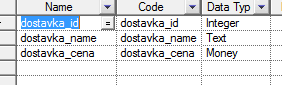 Name Code Data Typ
dostavka_id = dostavka_id Integer
dostavka_name dostavka_name Text
dostavka_cena dostavka_cena Money